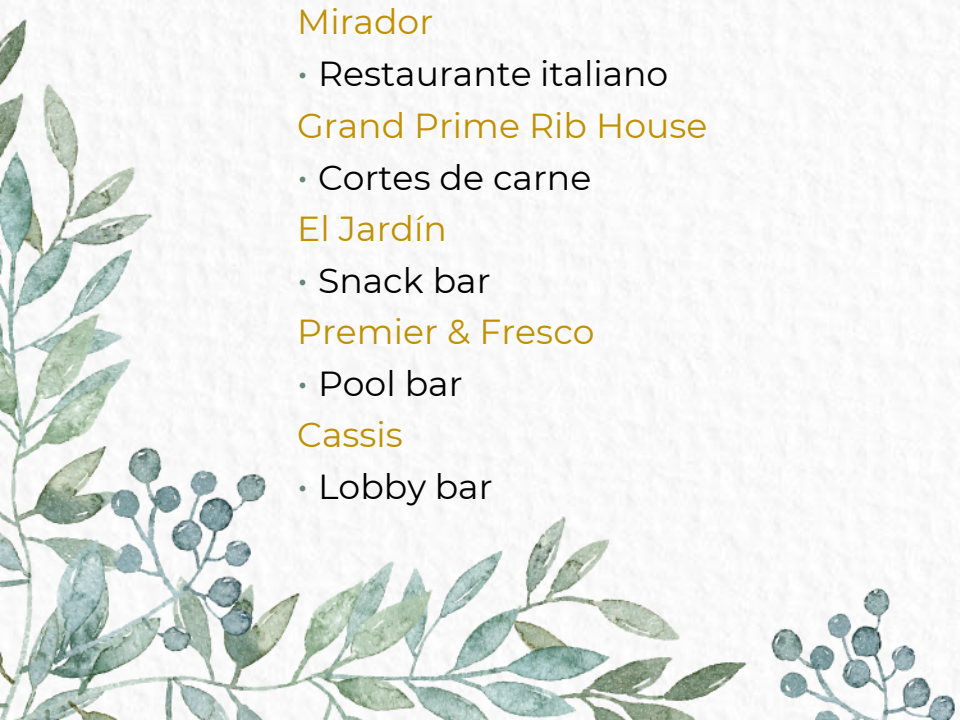 Mirador
• Restaurante italiano
Grand Prime Rib House
• Cortes de carne
El Jardín
• Snack bar
Premier & Fresco
• Pool bar
Cassis
• Lobby bar